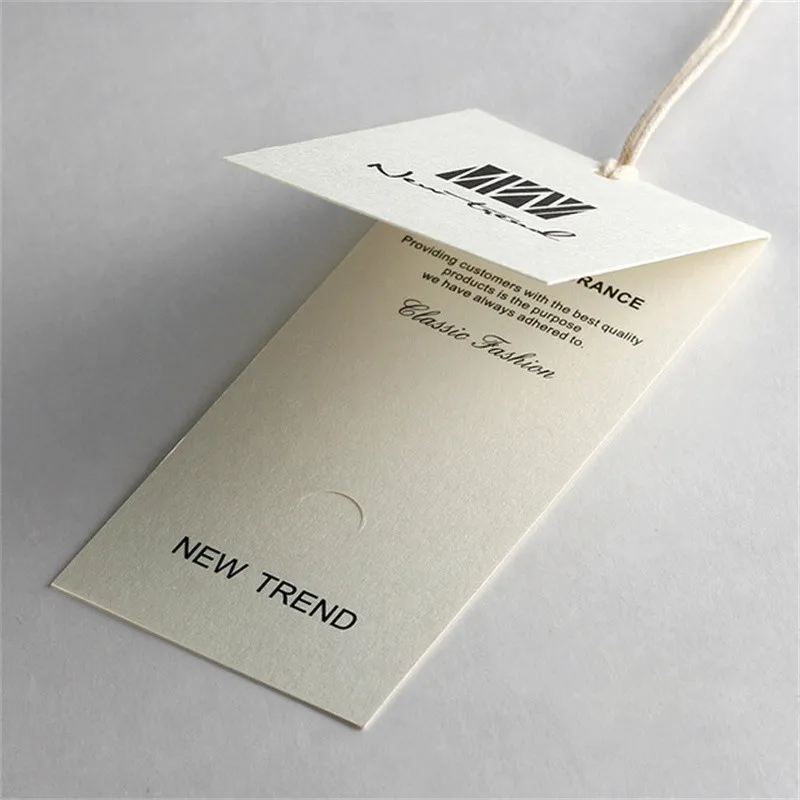 New trend
RANCE
Providing customers with the best quality
products is the purpose
we have always adhered to.
Classic Fashion
NEW TREND